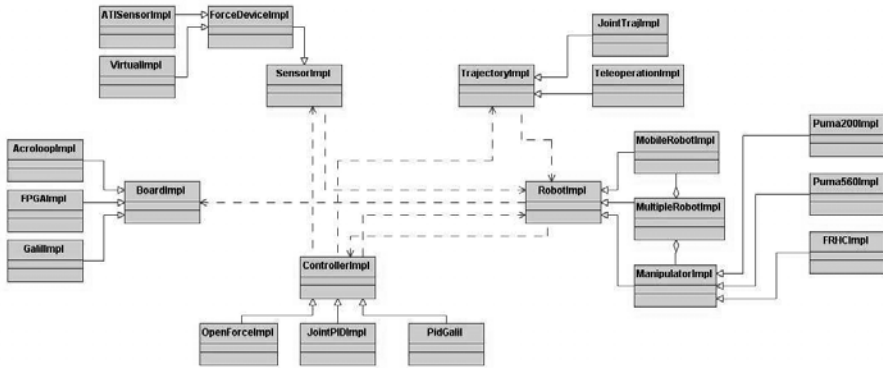 ATISensorImpl
ForceDeviceImpl
VirtualImpl
SensorImpl
TrajectoryImpl
JointTrajImpl
TeleoperationImpl
AcroloopImpl
FPGAImpl
GalilImpl
BoardImpl
RobotImpl
MobileRobotImpl
MultipleRobotImpl
ManipulatorImpl
Puma200Impl
Puma560Impl
FRHCImpl
ControllerImpl
OpenForceImpl
JointPIDImpl
PidGalil